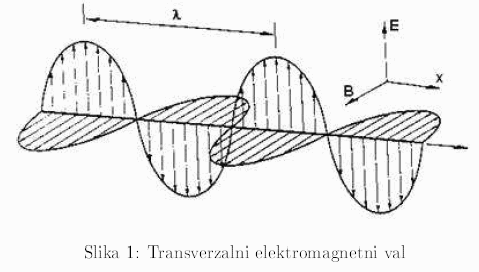 λ
E
B
x
Slika 1: Transverzalni elektromagnetni val